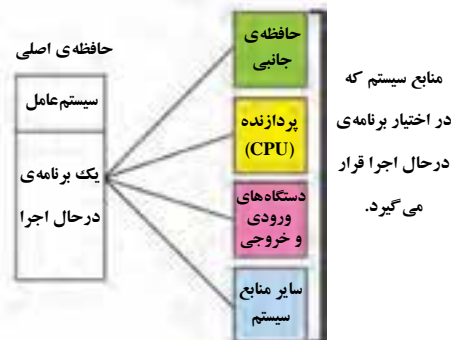 منابع سیستم که
در اختیار برنامه‌ی
درحال اجرا قرار
می گیرد.
حافظه‌ی
جانبی
پردازنده
(CPU)
دستگاه‌های
ورودی
و خروجی
سایر منابع
سیستم
حافظه‌ی اصلی
سیستم‌عامل
یک برنامه‌ی
درحال اجرا